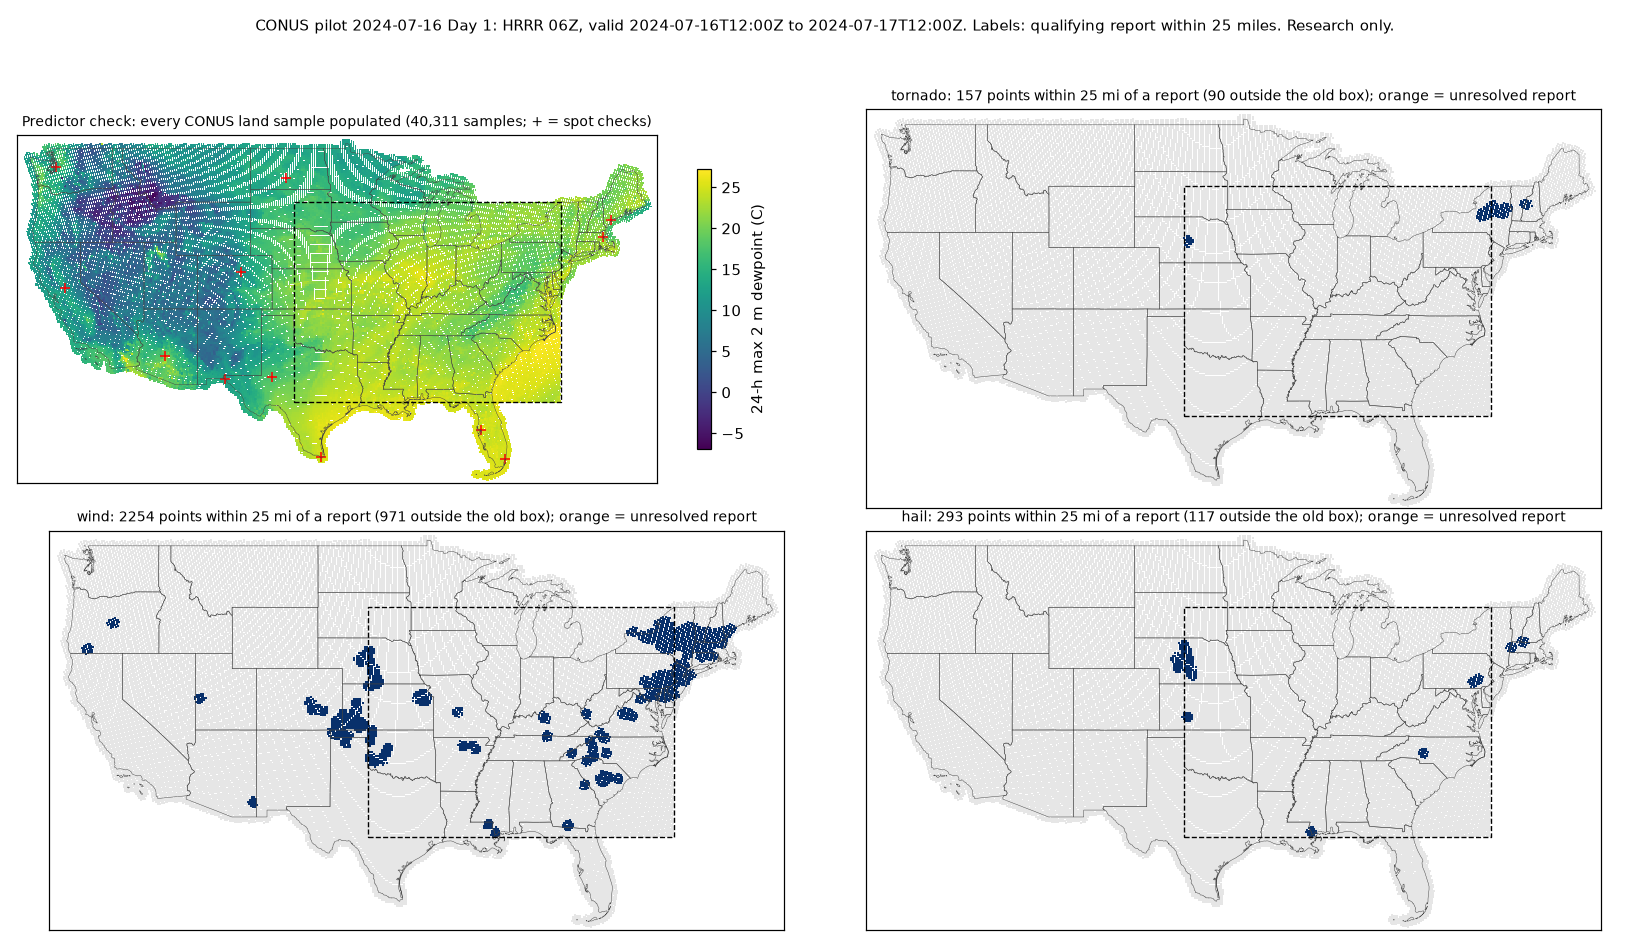 CONUS pilot 2024-07-16 Day 1: HRRR 06Z, valid 2024-07-16T12:00Z to 2024-07-17T12:00Z. Labels: qualifying report within 25 miles. Research only.
Predictor check: every CONUS land sample populated (40,311 samples; + = spot checks)
25
20
15
10
5
0
−5
24-h max 2 m dewpoint (C)
tornado: 157 points within 25 mi of a report (90 outside the old box); orange = unresolved report
wind: 2254 points within 25 mi of a report (971 outside the old box); orange = unresolved report
hail: 293 points within 25 mi of a report (117 outside the old box); orange = unresolved report